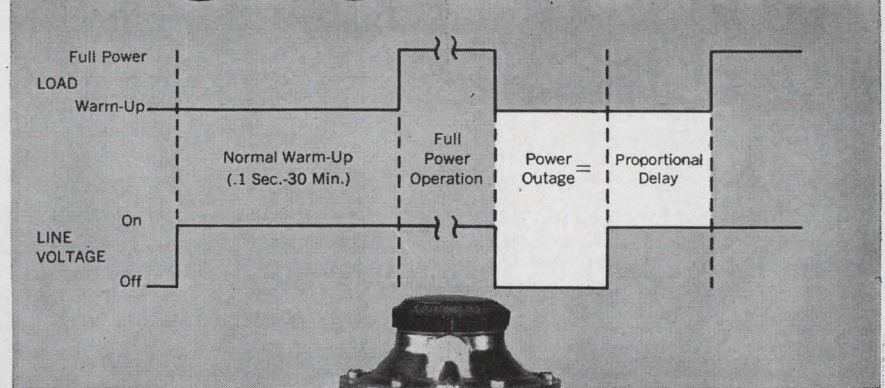 Full Power
LOAD
Warm-Up
Normal Warm-Up
(.1 Sec.-30 Min.)
Full
Power
Operation
Power
Outage
=
Proportional
Delay
On
LINE
VOLTAGE
Off